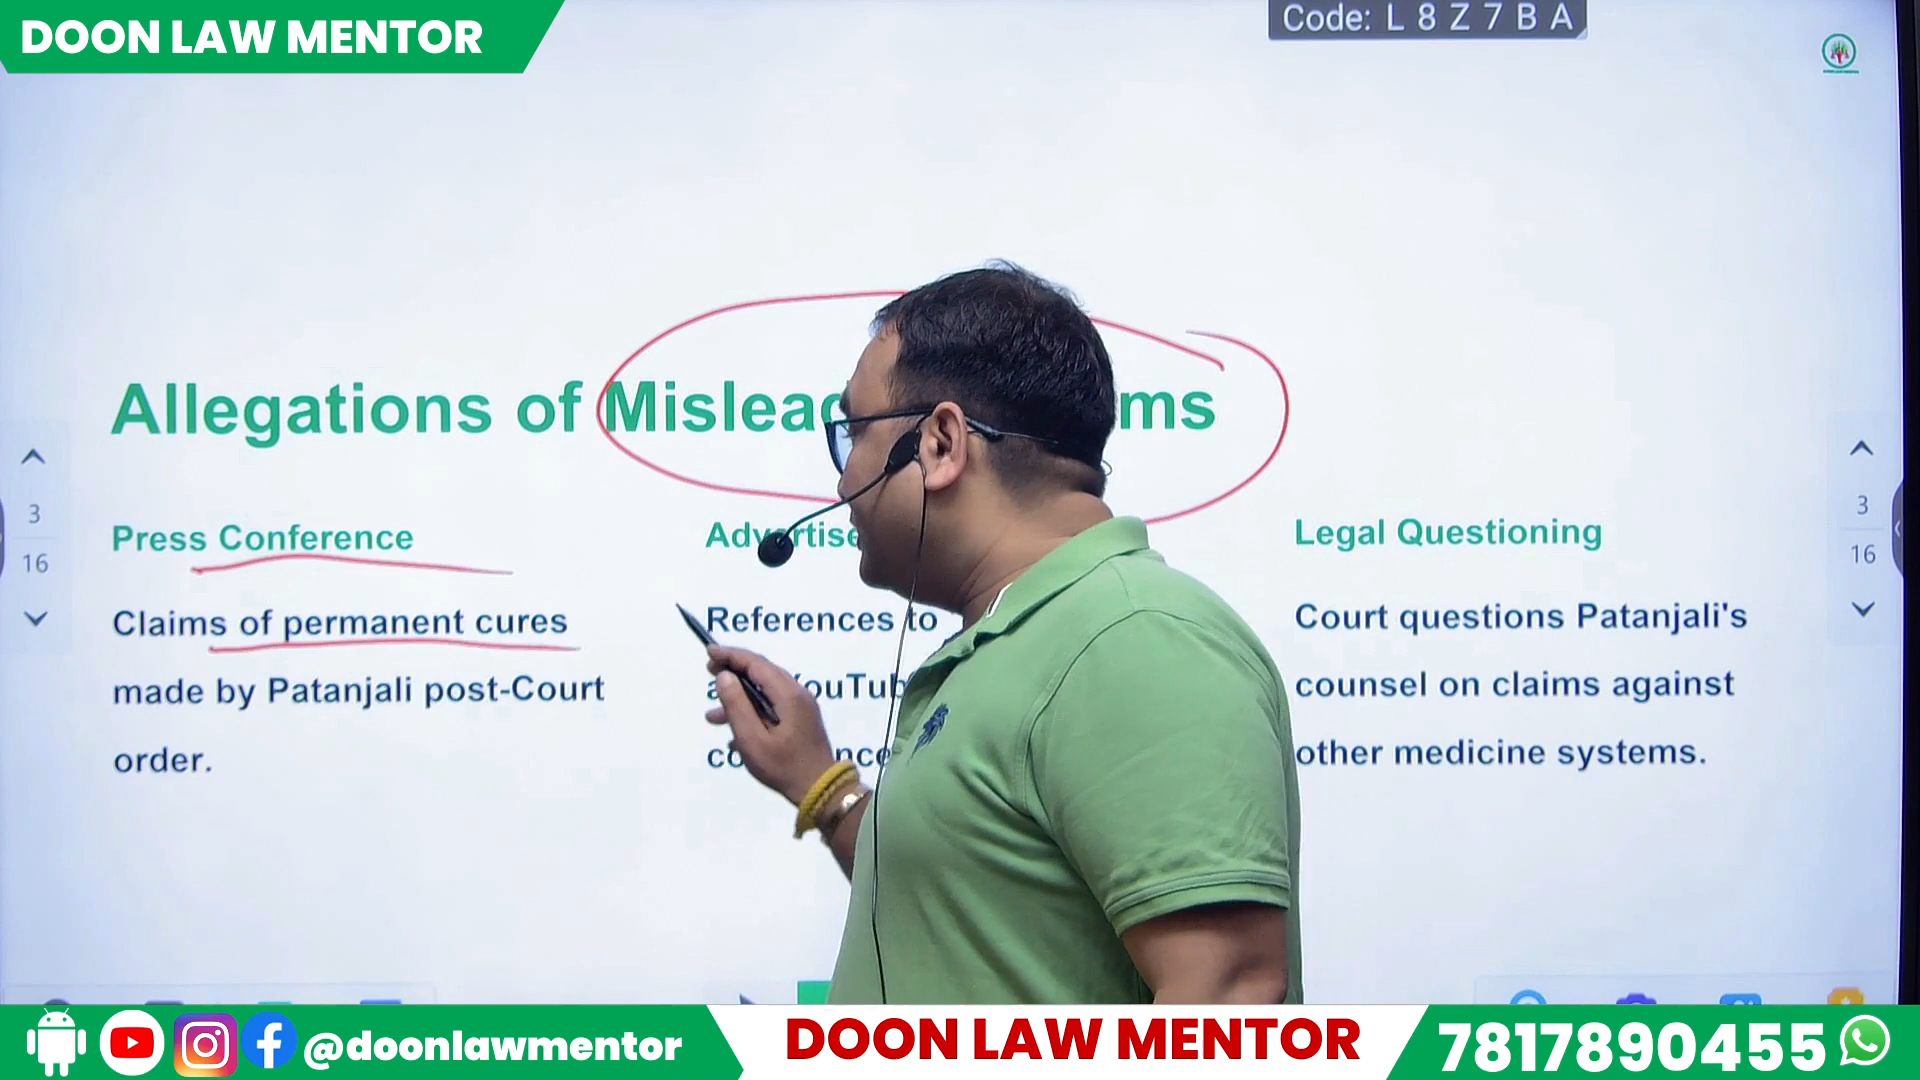 DOON LAW MENTOR
Code: L 8 Z 7 B A
Allegations of
Press Conference
Claims of permanent cures
made by Patanjali post-Court
order.
References to
Legal Questioning
Court questions Patanjali's
counsel on claims against
other medicine systems.
3
16
3
16
@doonlawmentor
DOON LAW MENTOR
7817890455